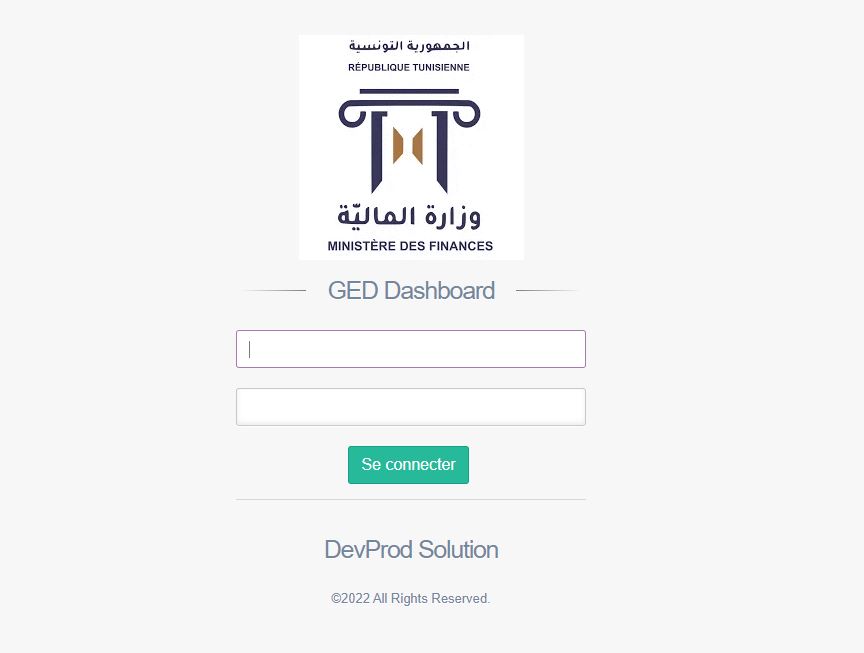 الجمهورية التونسية
RÉPUBLIQUE TUNISIENNE
وزارة الماليّة
MINISTÈRE DES FINANCES
GED Dashboard
Se connecter
DevProd Solution
©2022 All Rights Reserved.